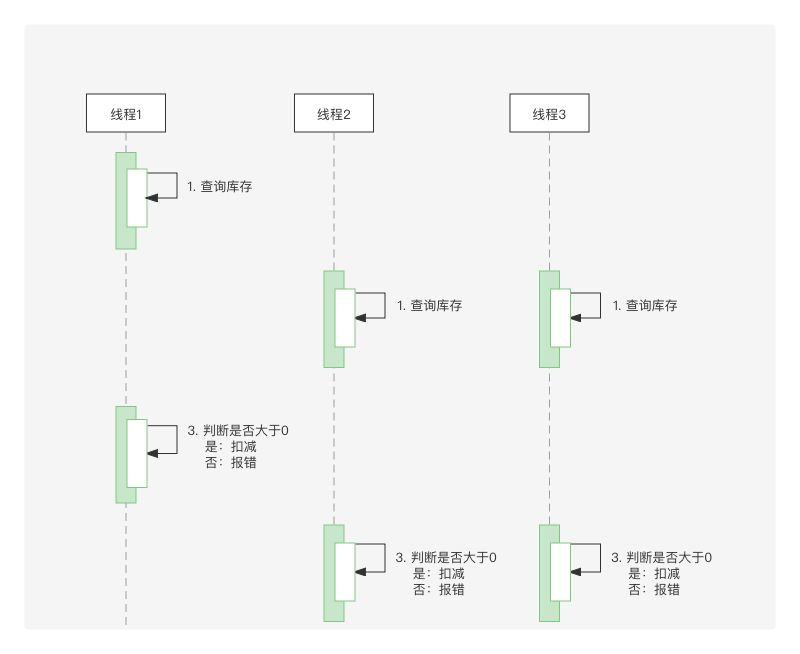 线程1
线程2
线程3
1. 查询库存
1. 查询库存
1. 查询库存
3. 判断是否大于0
是：扣减
否：报错
3. 判断是否大于0
是：扣减
否：报错
3. 判断是否大于0
是：扣减
否：报错